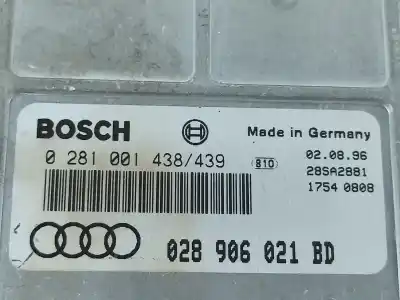 BOSCH
Made in Germany
0 281 001 438/439
810
02.08.96
28SA2881
1754 0808
028 906 021 BD